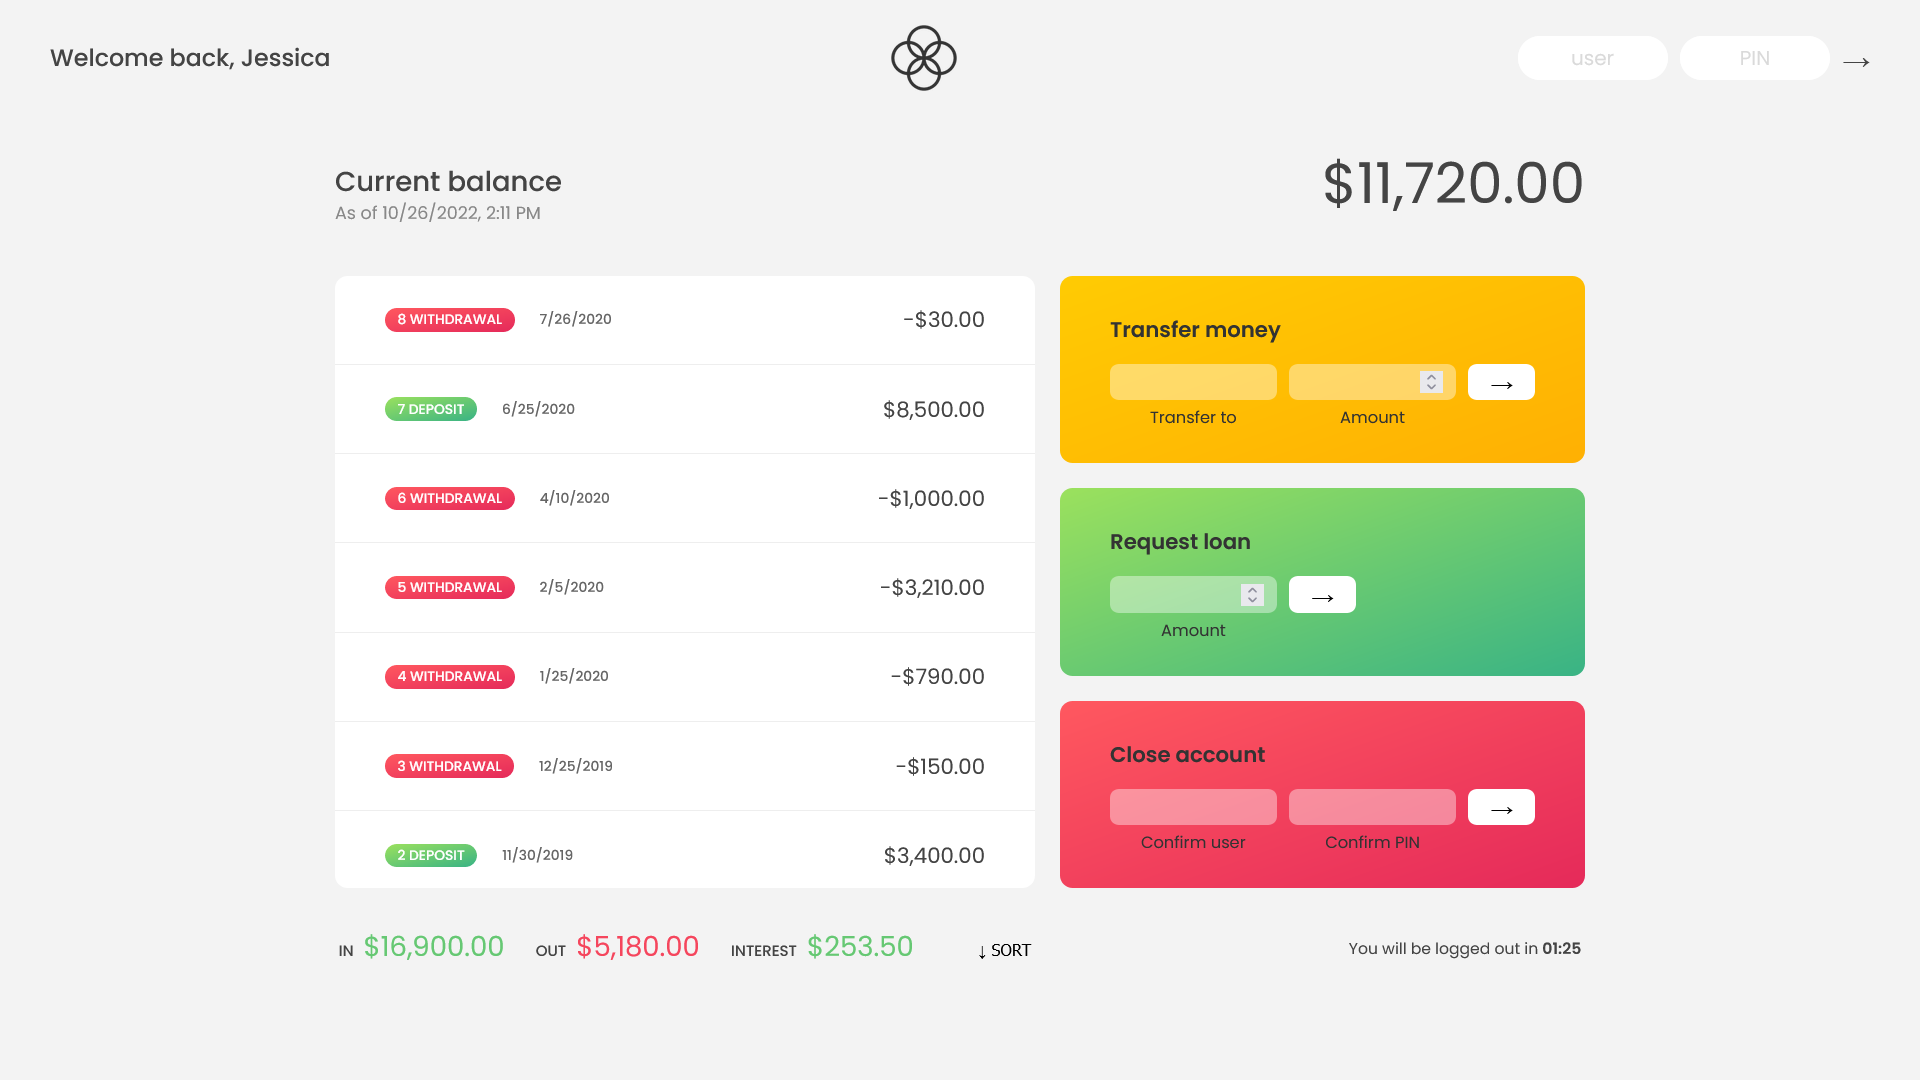 Welcome back, Jessica
user
PIN
→
Current balance
As of 10/26/2022, 2:11 PM
$11,720.00
8 WITHDRAWAL 7/26/2020 -$30.00
7 DEPOSIT 6/25/2020 $8,500.00
6 WITHDRAWAL 4/10/2020 -$1,000.00
5 WITHDRAWAL 2/5/2020 -$3,210.00
4 WITHDRAWAL 1/25/2020 -$790.00
3 WITHDRAWAL 12/25/2019 -$150.00
2 DEPOSIT 11/30/2019 $3,400.00
Transfer money
→
Transfer to Amount
Request loan
→
Amount
Close account
→
Confirm user Confirm PIN
IN $16,900.00 OUT $5,180.00 INTEREST $253.50 ↓ SORT
You will be logged out in 01:25